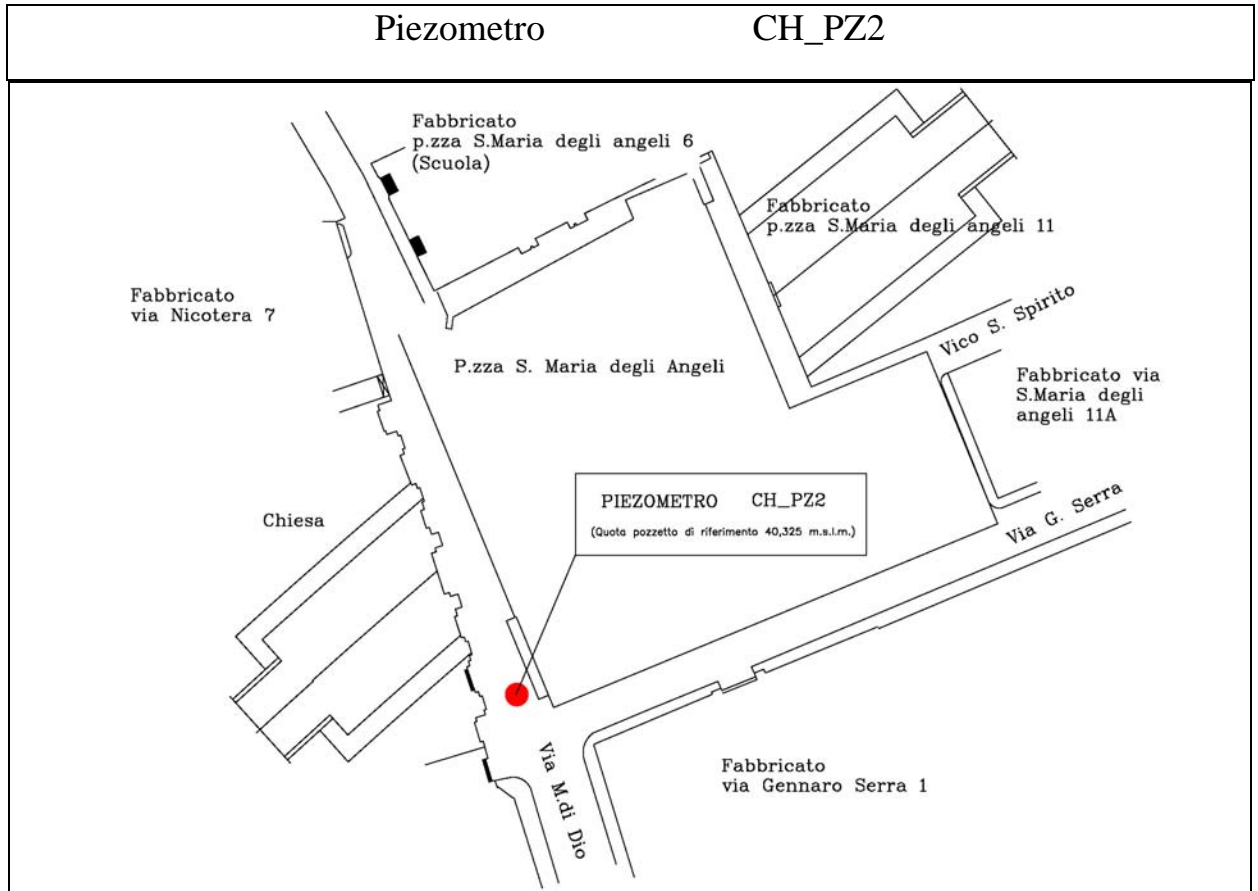 Piezometro CH_PZ2
Fabbricato
p.zza S.Maria degli angeli 6
(Scuola)
Fabbricato
p.zza S.Maria degli angeli 11
Fabbricato
via Nicotera 7
Vico S. Spirito
P.zza S. Maria degli Angeli
Fabbricato via
S.Maria degli
angeli 11A
PIEZOMETRO CH_PZ2
(Quota pozzetto di riferimento 40,325 m.s.l.m.)
Chiesa
Via G. Serra
Via M.di Dio
Fabbricato
via Gennaro Serra 1